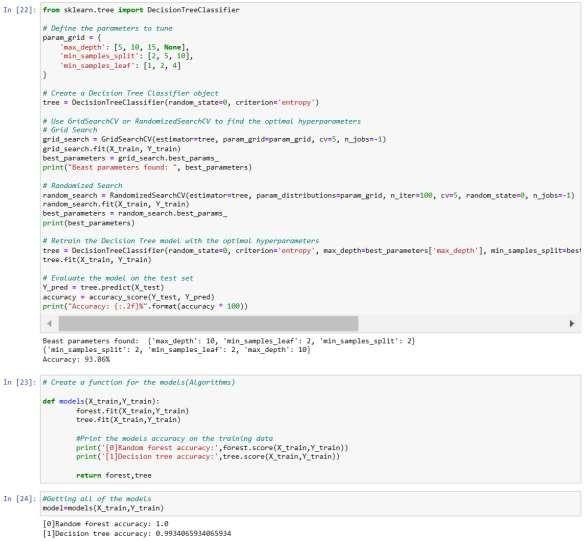 In [22]: from sklearn.tree import DecisionTreeClassifier
# Define the parameters to tune
param_grid = {
'max_depth': [5, 10, 15, None],
'min_samples_split': [2, 5, 10],
'min_samples_leaf': [1, 2, 4]
}
# Create a Decision Tree Classifier object
tree = DecisionTreeClassifier(random_state=0, criterion='entropy')
# Use GridSearchCV or RandomizedSearchCV to find the optimal hyperparameters
# Grid Search
grid_search = GridSearchCV(estimator=tree, param_grid=param_grid, cv=5, n_jobs=-1)
grid_search.fit(X_train, Y_train)
best_parameters = grid_search.best_params_
print("Beast parameters found: ", best_parameters)
# Randomized Search
random_search = RandomizedSearchCV(estimator=tree, param_distributions=param_grid, n_iter=100, cv=5, random_state=0, n_jobs=-1)
random_search.fit(X_train, Y_train)
best_parameters = random_search.best_params_
print(best_parameters)
# Retrain the Decision Tree model with the optimal hyperparameters
tree = DecisionTreeClassifier(random_state=0, criterion='entropy', max_depth=best_parameters['max_depth'], min_samples_split=best
tree.fit(X_train, Y_train)
# Evaluate the model on the test set
Y_pred = tree.predict(X_test)
accuracy = accuracy_score(Y_test, Y_pred)
print("Accuracy: {:.2f}%".format(accuracy * 100))
Beast parameters found:  {'max_depth': 10, 'min_samples_leaf': 2, 'min_samples_split': 2}
{'min_samples_split': 2, 'min_samples_leaf': 2, 'max_depth': 10}
Accuracy: 93.86%
In [23]: # Create a function for the models(Algorithms)
def models(X_train,Y_train):
forest.fit(X_train,Y_train)
tree.fit(X_train,Y_train)
#Print the models accuracy on the training data
print('[0]Random forest accuracy:',forest.score(X_train,Y_train))
print('[1]Decision tree accuracy:',tree.score(X_train,Y_train))
return forest,tree
In [24]: #Getting all of the models
model=models(X_train,Y_train)
[0]Random forest accuracy: 1.0
[1]Decision tree accuracy: 0.9934065934065934